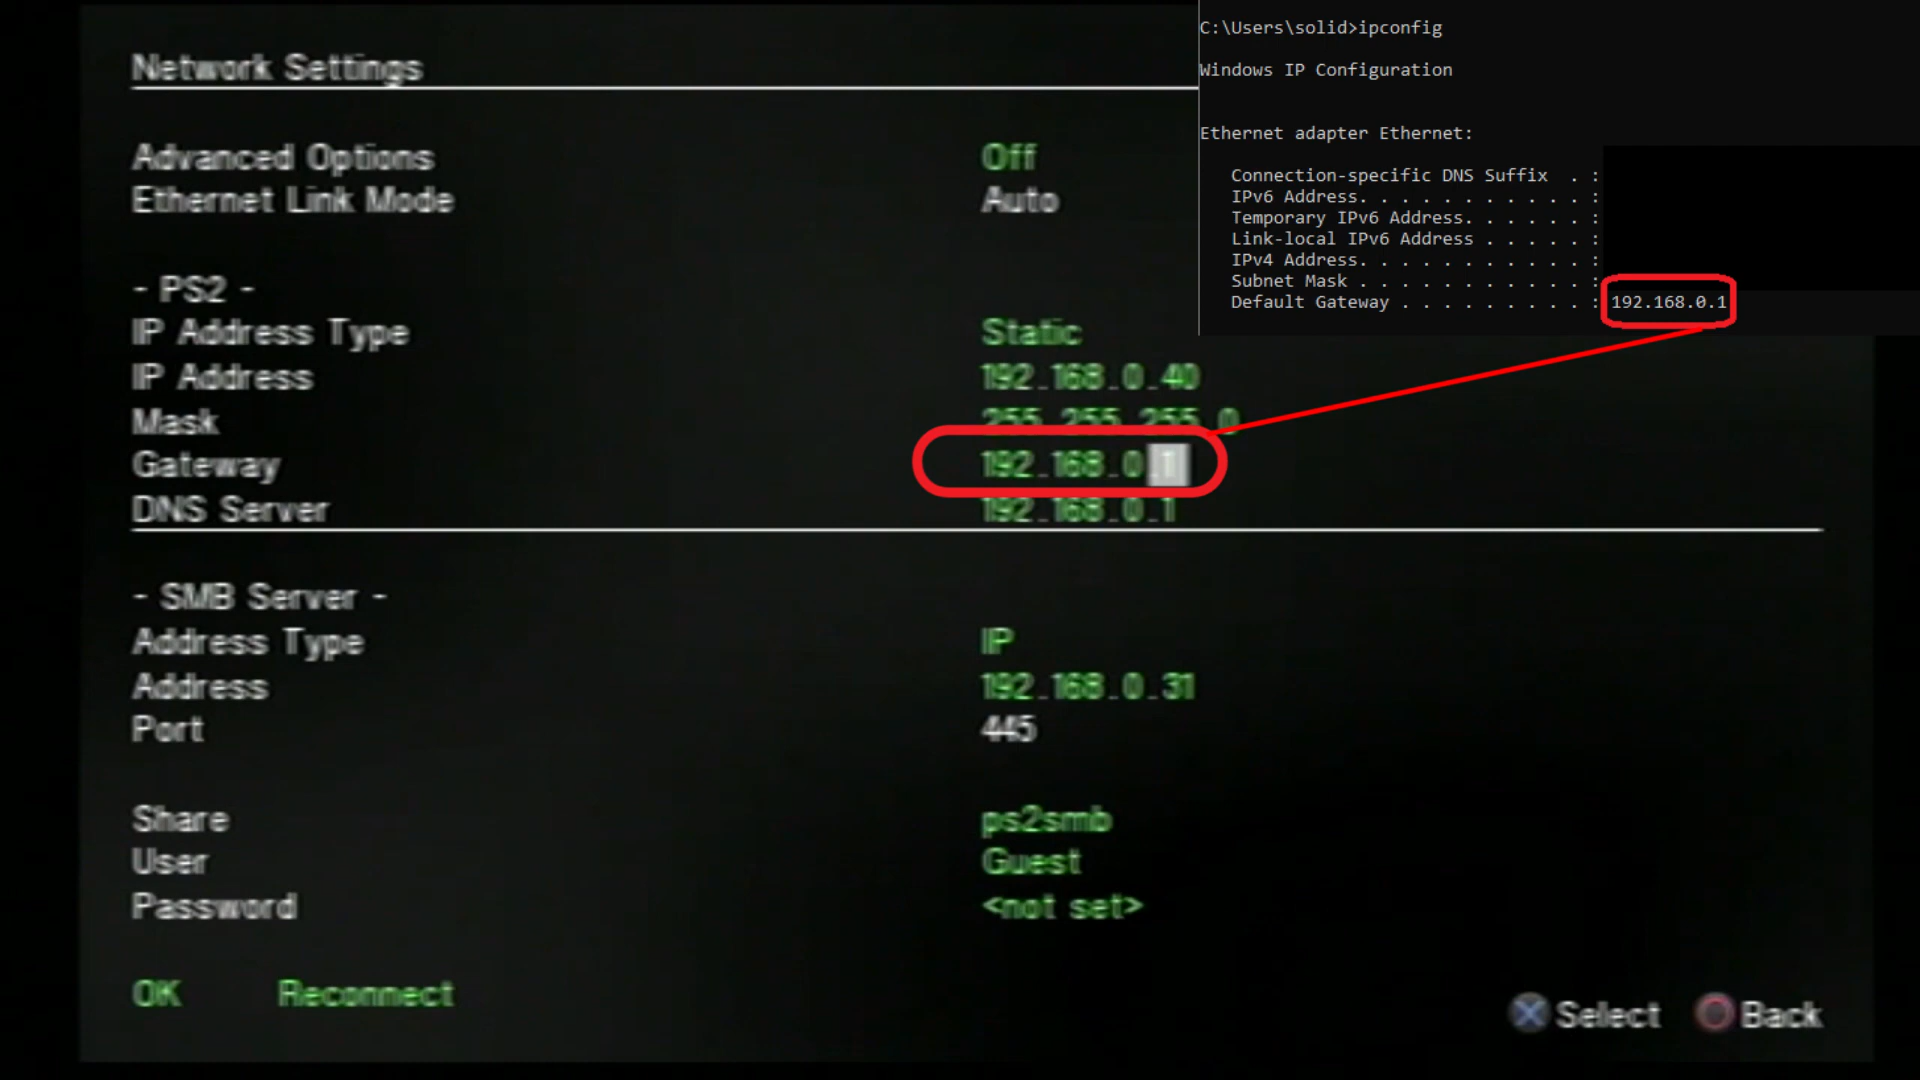 Network Settings
Advanced Options Off
Ethernet Link Mode Auto
- PS2 -
IP Address Type Static
IP Address 192.168.0.40
Mask 255.255.255.0
Gateway 192.168.0.1
DNS Server 192.168.0.1
- SMB Server -
Address Type IP
Address 192.168.0.31
Port 445
Share ps2smb
User Guest
Password <not set>
OK Reconnect
Select Back
C:\Users\solid>ipconfig
Windows IP Configuration
Ethernet adapter Ethernet:
Connection-specific DNS Suffix . :
IPv6 Address. . . . . . . . . . . :
Temporary IPv6 Address. . . . . . :
Link-local IPv6 Address . . . . . :
IPv4 Address. . . . . . . . . . . :
Subnet Mask . . . . . . . . . . . :
Default Gateway . . . . . . . . . : 192.168.0.1